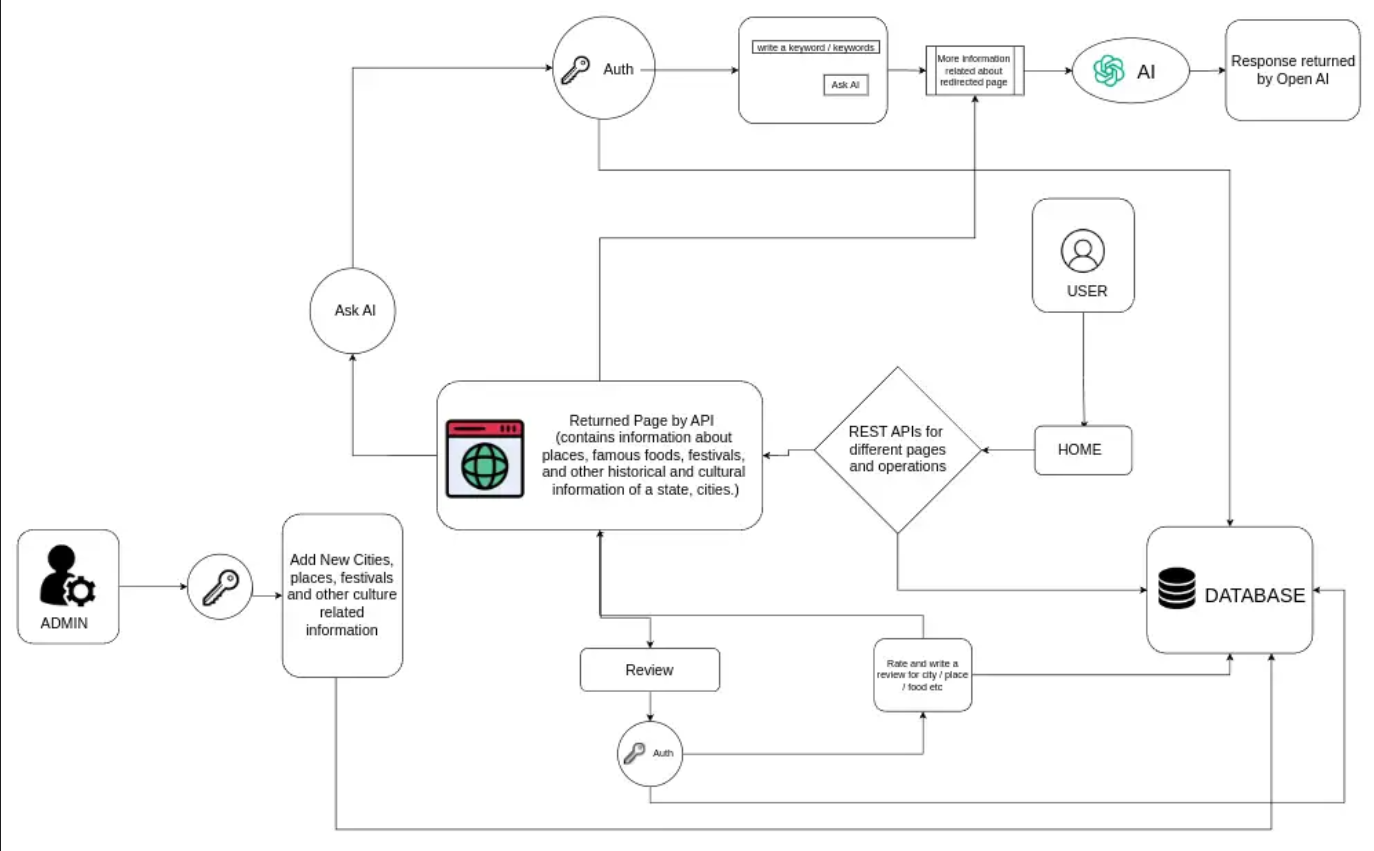 Auth
write a keyword / keywords
Ask AI
More information
related about
redirected page
AI
Response returned
by Open AI
USER
Ask AI
Returned Page by API
(contains information about
places, famous foods, festivals,
and other historical and cultural
information of a state, cities.)
REST APIs for
different pages
and operations
HOME
ADMIN
Add New Cities,
places, festivals
and other culture
related
information
DATABASE
Review
Rate and write a
review for city / place
/ food etc
Auth